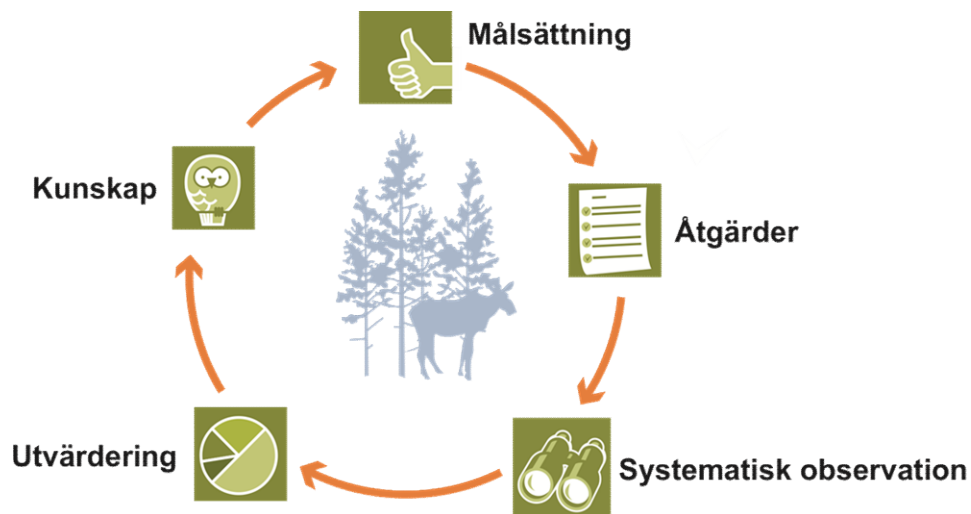 Målsättning
Åtgärder
Systematisk observation
Utvärdering
Kunskap